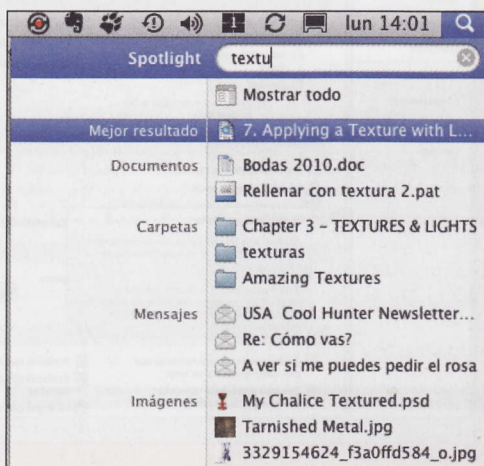 1 lun 14:01
Spotlight textu
Mostrar todo
Mejor resultado 7. Applying a Texture with L...
Documentos Bodas 2010.doc
Rellenar con textura 2.pat
Carpetas Chapter 3 – TEXTURES & LIGHTS
texturas
Amazing Textures
Mensajes USA Cool Hunter Newsletter...
Re: Cómo vas?
A ver si me puedes pedir el rosa
Imágenes My Chalice Textured.psd
Tarnished Metal.jpg
3329154624_f3a0ffd584_o.jpg